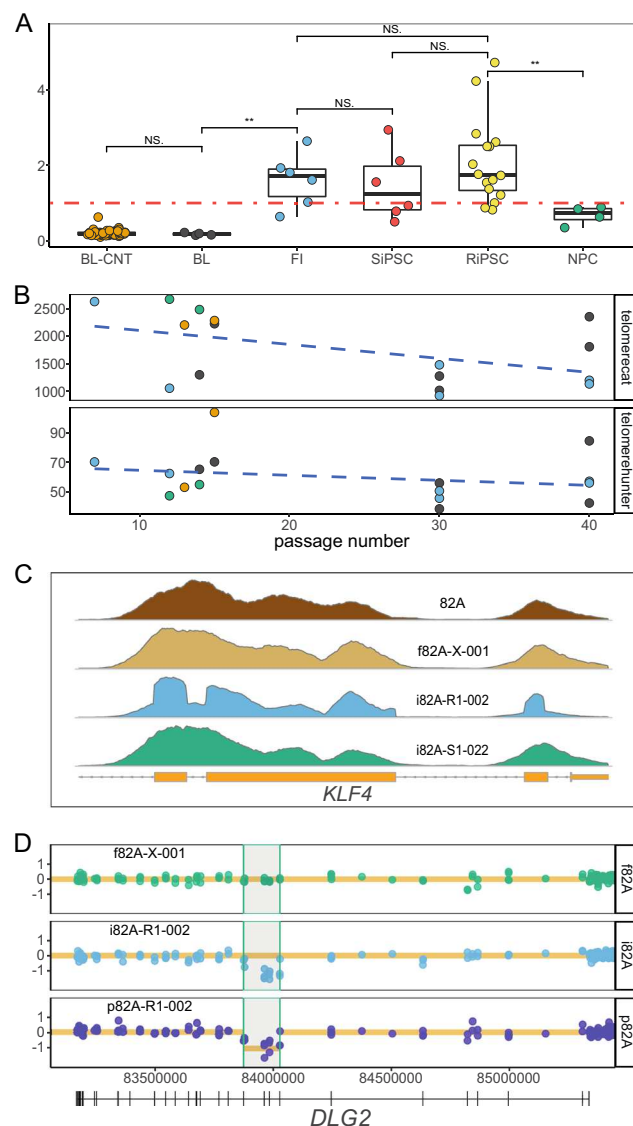 A
NS.
NS.
**
NS.
**
NS.
4
2
0
BL-CNT BL FI SiPSC RiPSC NPC
B
2500
2000
1500
1000
telomerecat
90
70
50
telomerehunter
10 20 30 40
passage number
C
82A
f82A-X-001
i82A-R1-002
i82A-S1-022
KLF4
D
f82A-X-001
1
0
-1
f82A
i82A-R1-002
1
0
-1
i82A
p82A-R1-002
1
0
-1
p82A
83500000 84000000 84500000 85000000
DLG2